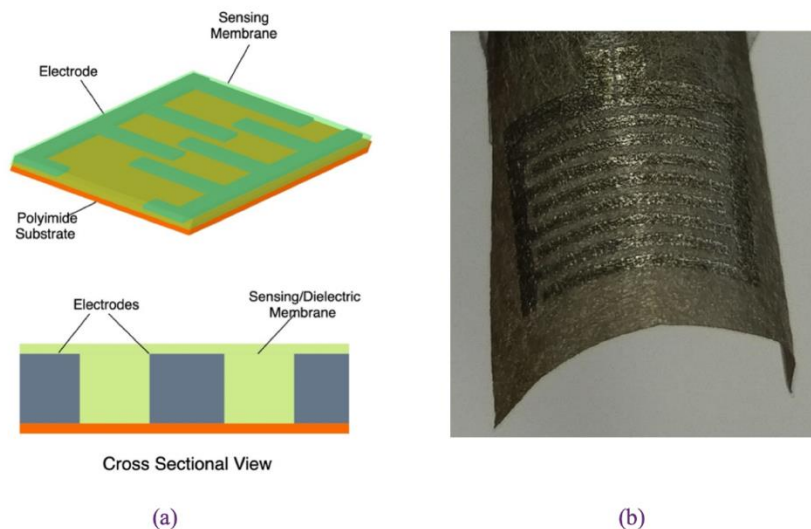 Sensing
Membrane
Electrode
Polyimide
Substrate
Electrodes
Sensing/Dielectric
Membrane
Cross Sectional View
(a)
(b)